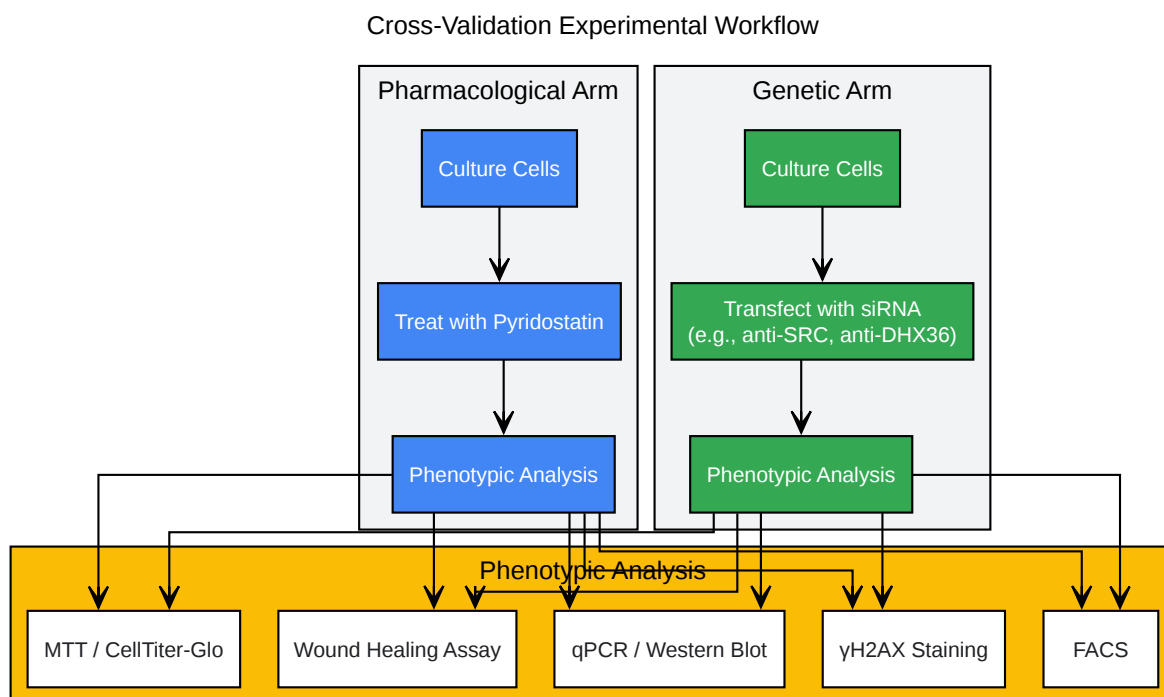 Cross-Validation Experimental Workflow
Pharmacological Arm
Genetic Arm
Culture Cells
Culture Cells
Treat with Pyridostatin
Transfect with siRNA
(e.g., anti-SRC, anti-DHX36)
Phenotypic Analysis
Phenotypic Analysis
Phenotypic Analysis
MTT / CellTiter-Glo
Wound Healing Assay
qPCR / Western Blot
γH2AX Staining
FACS